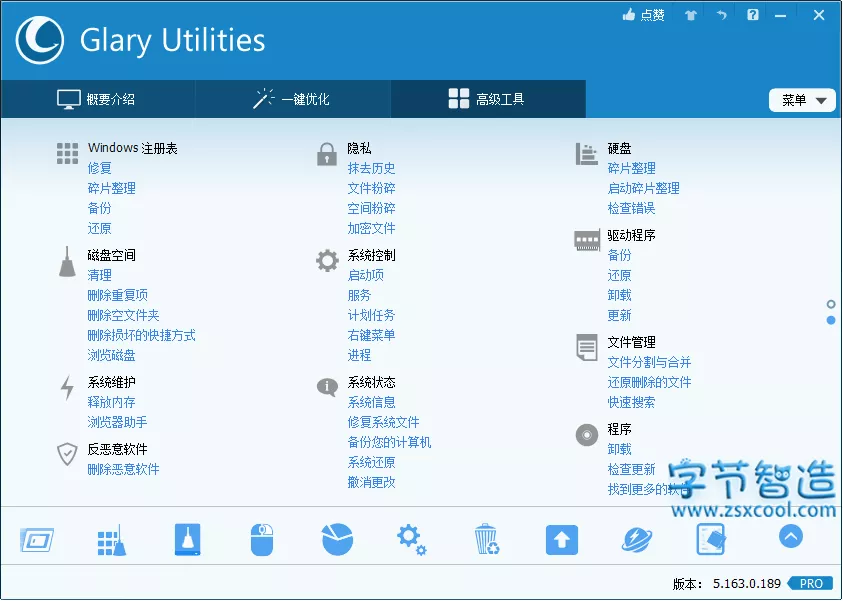 点赞
Glary Utilities
概要介绍
一键优化
高级工具
菜单
Windows 注册表
修复
碎片整理
备份
还原
磁盘空间
清理
删除重复项
删除空文件夹
删除损坏的快捷方式
浏览磁盘
系统维护
释放内存
浏览器助手
反恶意软件
删除恶意软件
隐私
抹去历史
文件粉碎
空间粉碎
加密文件
系统控制
启动项
服务
计划任务
右键菜单
进程
系统状态
系统信息
修复系统文件
备份您的计算机
系统还原
撤消更改
硬盘
碎片整理
启动碎片整理
检查错误
驱动程序
备份
还原
卸载
更新
文件管理
文件分割与合并
还原删除的文件
快速搜索
程序
卸载
检查更新
找到更多的软件
字节智造
www.zsxcool.com
版本: 5.163.0.189 PRO